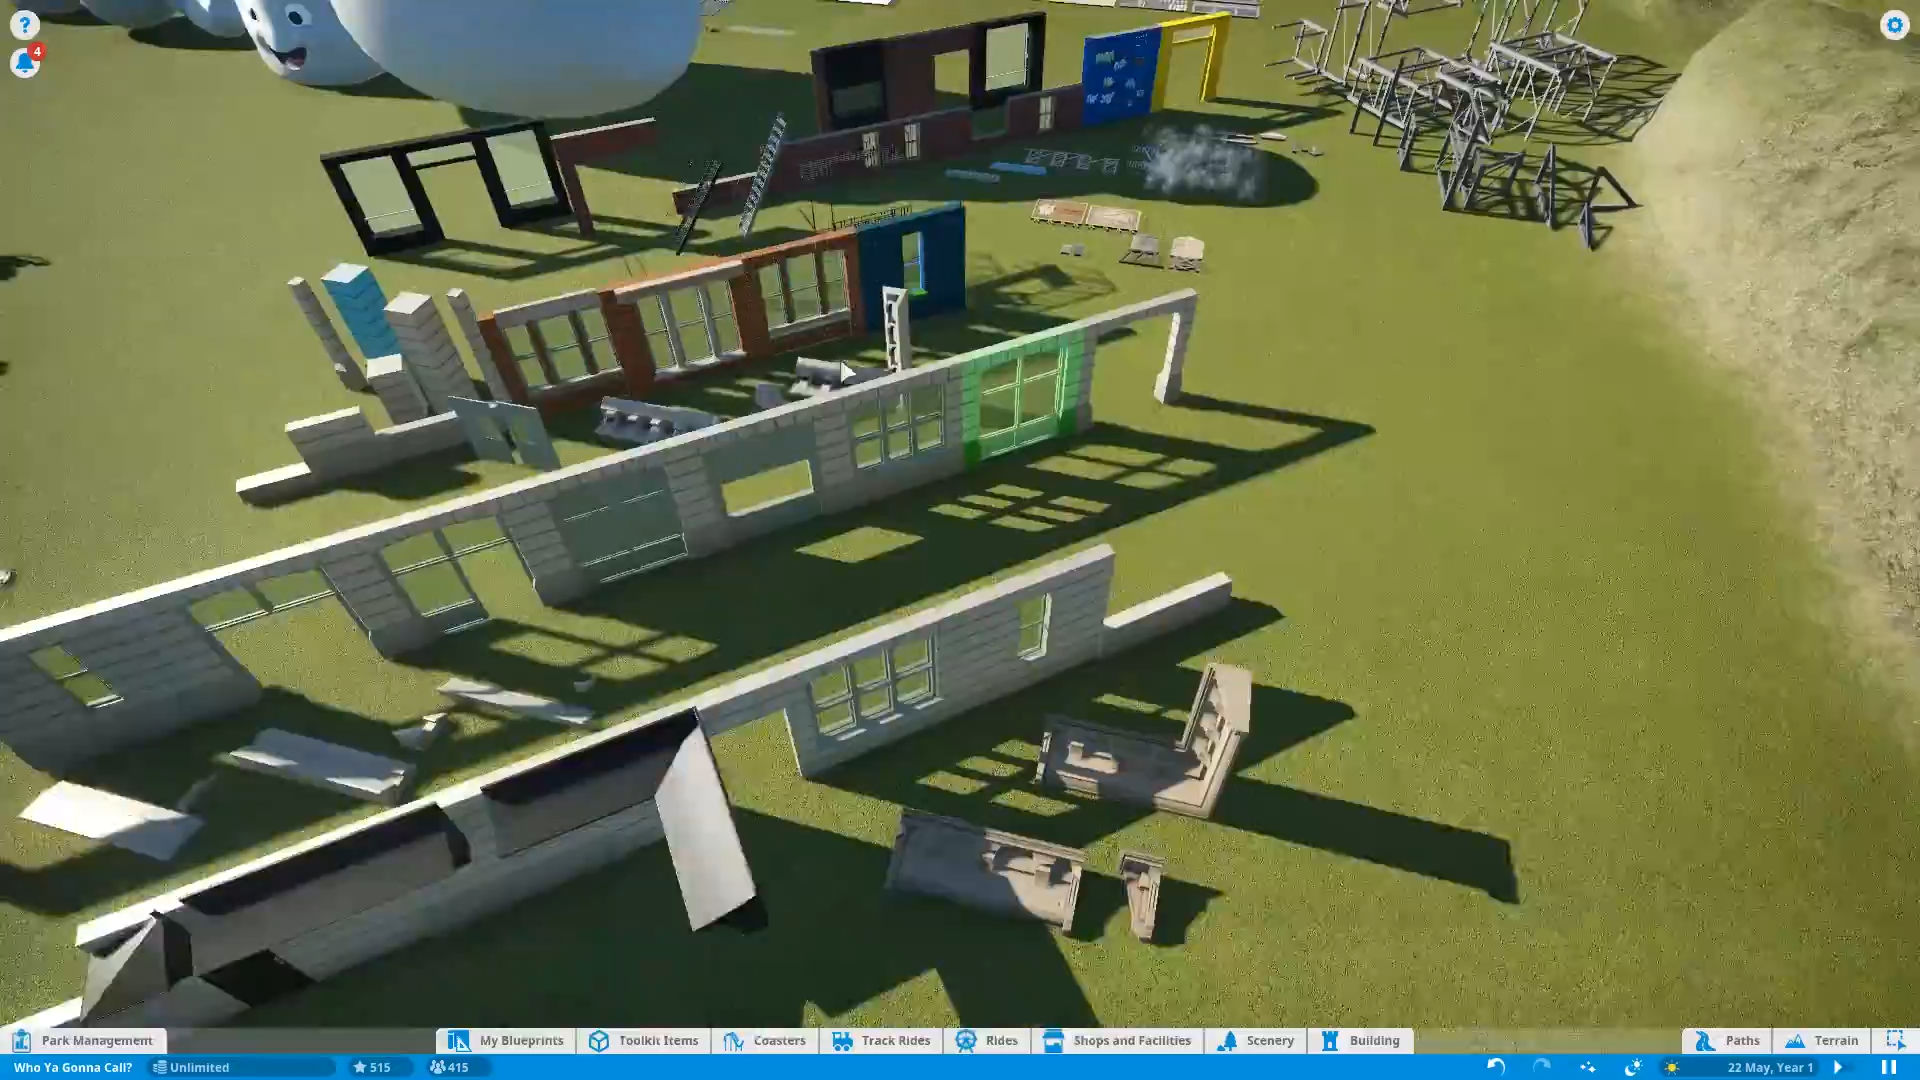 ?
4
Park Management
My Blueprints
Toolkit Items
Coasters
Track Rides
Rides
Shops and Facilities
Scenery
Building
Paths
Terrain
Who Ya Gonna Call?
Unlimited
515
415
22 May, Year 1